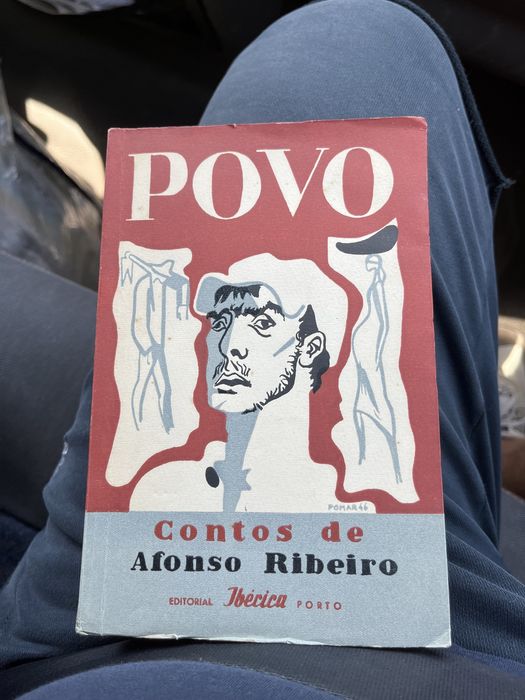 POVO
POMAR 46
Contos de
Afonso Ribeiro
EDITORIAL Ibérica PORTO